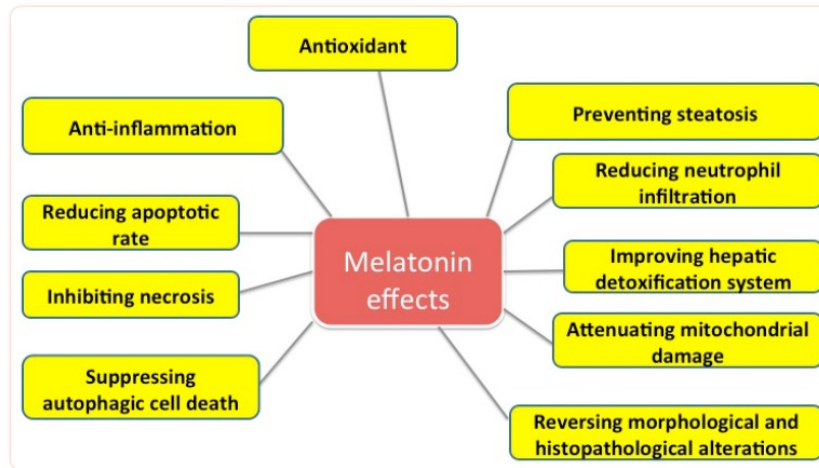 Antioxidant
Anti-inflammation
Preventing steatosis
Reducing neutrophil
infiltration
Reducing apoptotic
rate
Melatonin
effects
Improving hepatic
detoxification system
Inhibiting necrosis
Attenuating mitochondrial
damage
Suppressing
autophagic cell death
Reversing morphological and
histopathological alterations